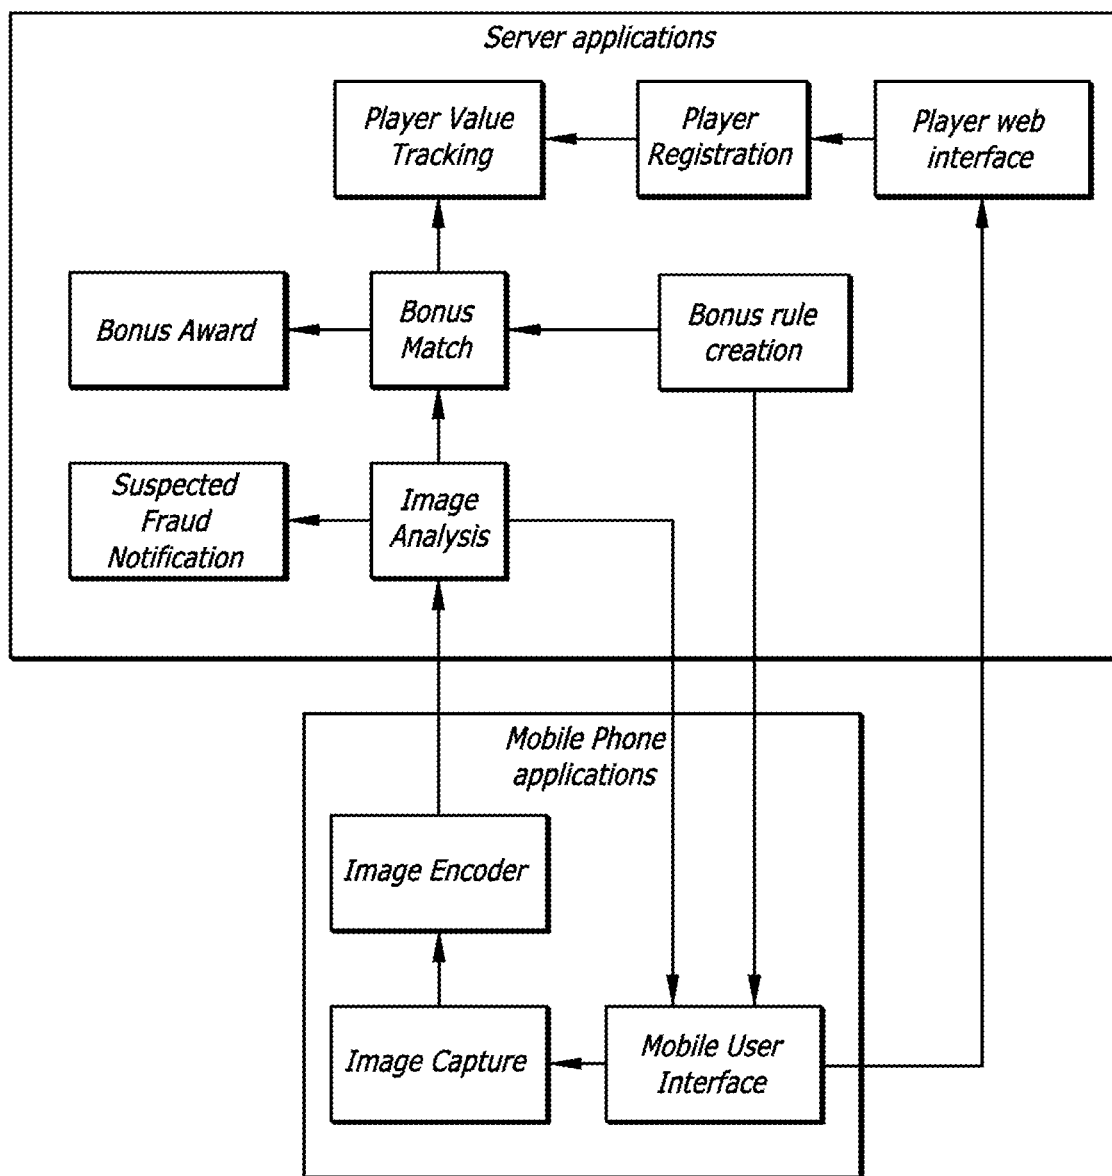 Server applications
Player Value
Tracking
Player
Registration
Player web
interface
Bonus Award
Bonus
Match
Bonus rule
creation
Suspected
Fraud
Notification
Image
Analysis
Mobile Phone
applications
Image Encoder
Image Capture
Mobile User
Interface